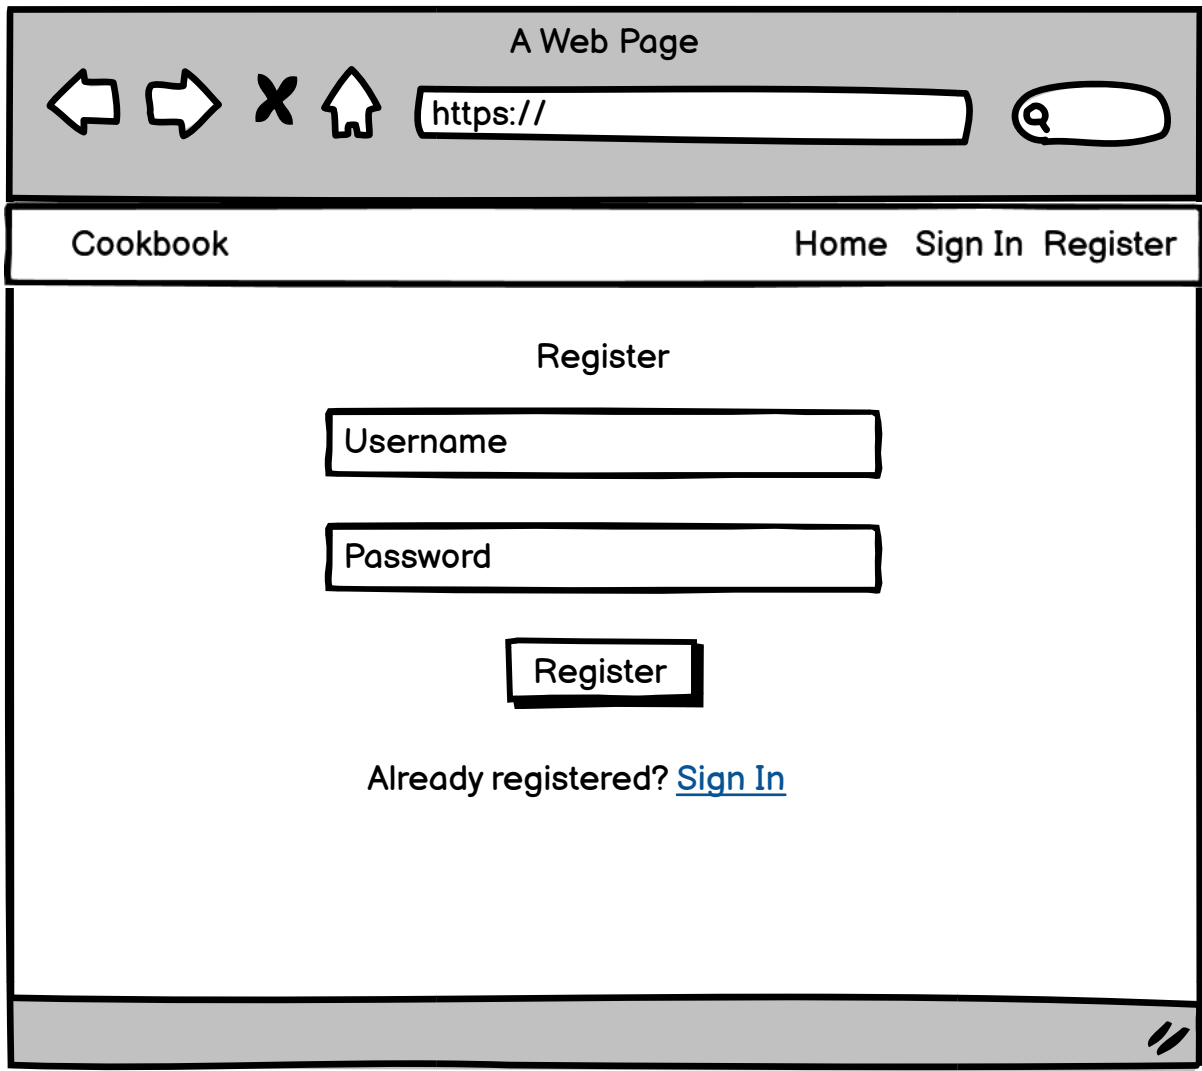 A Web Page
https://
Cookbook Home Sign In Register
Register
Username
Password
Register
Already registered? Sign In